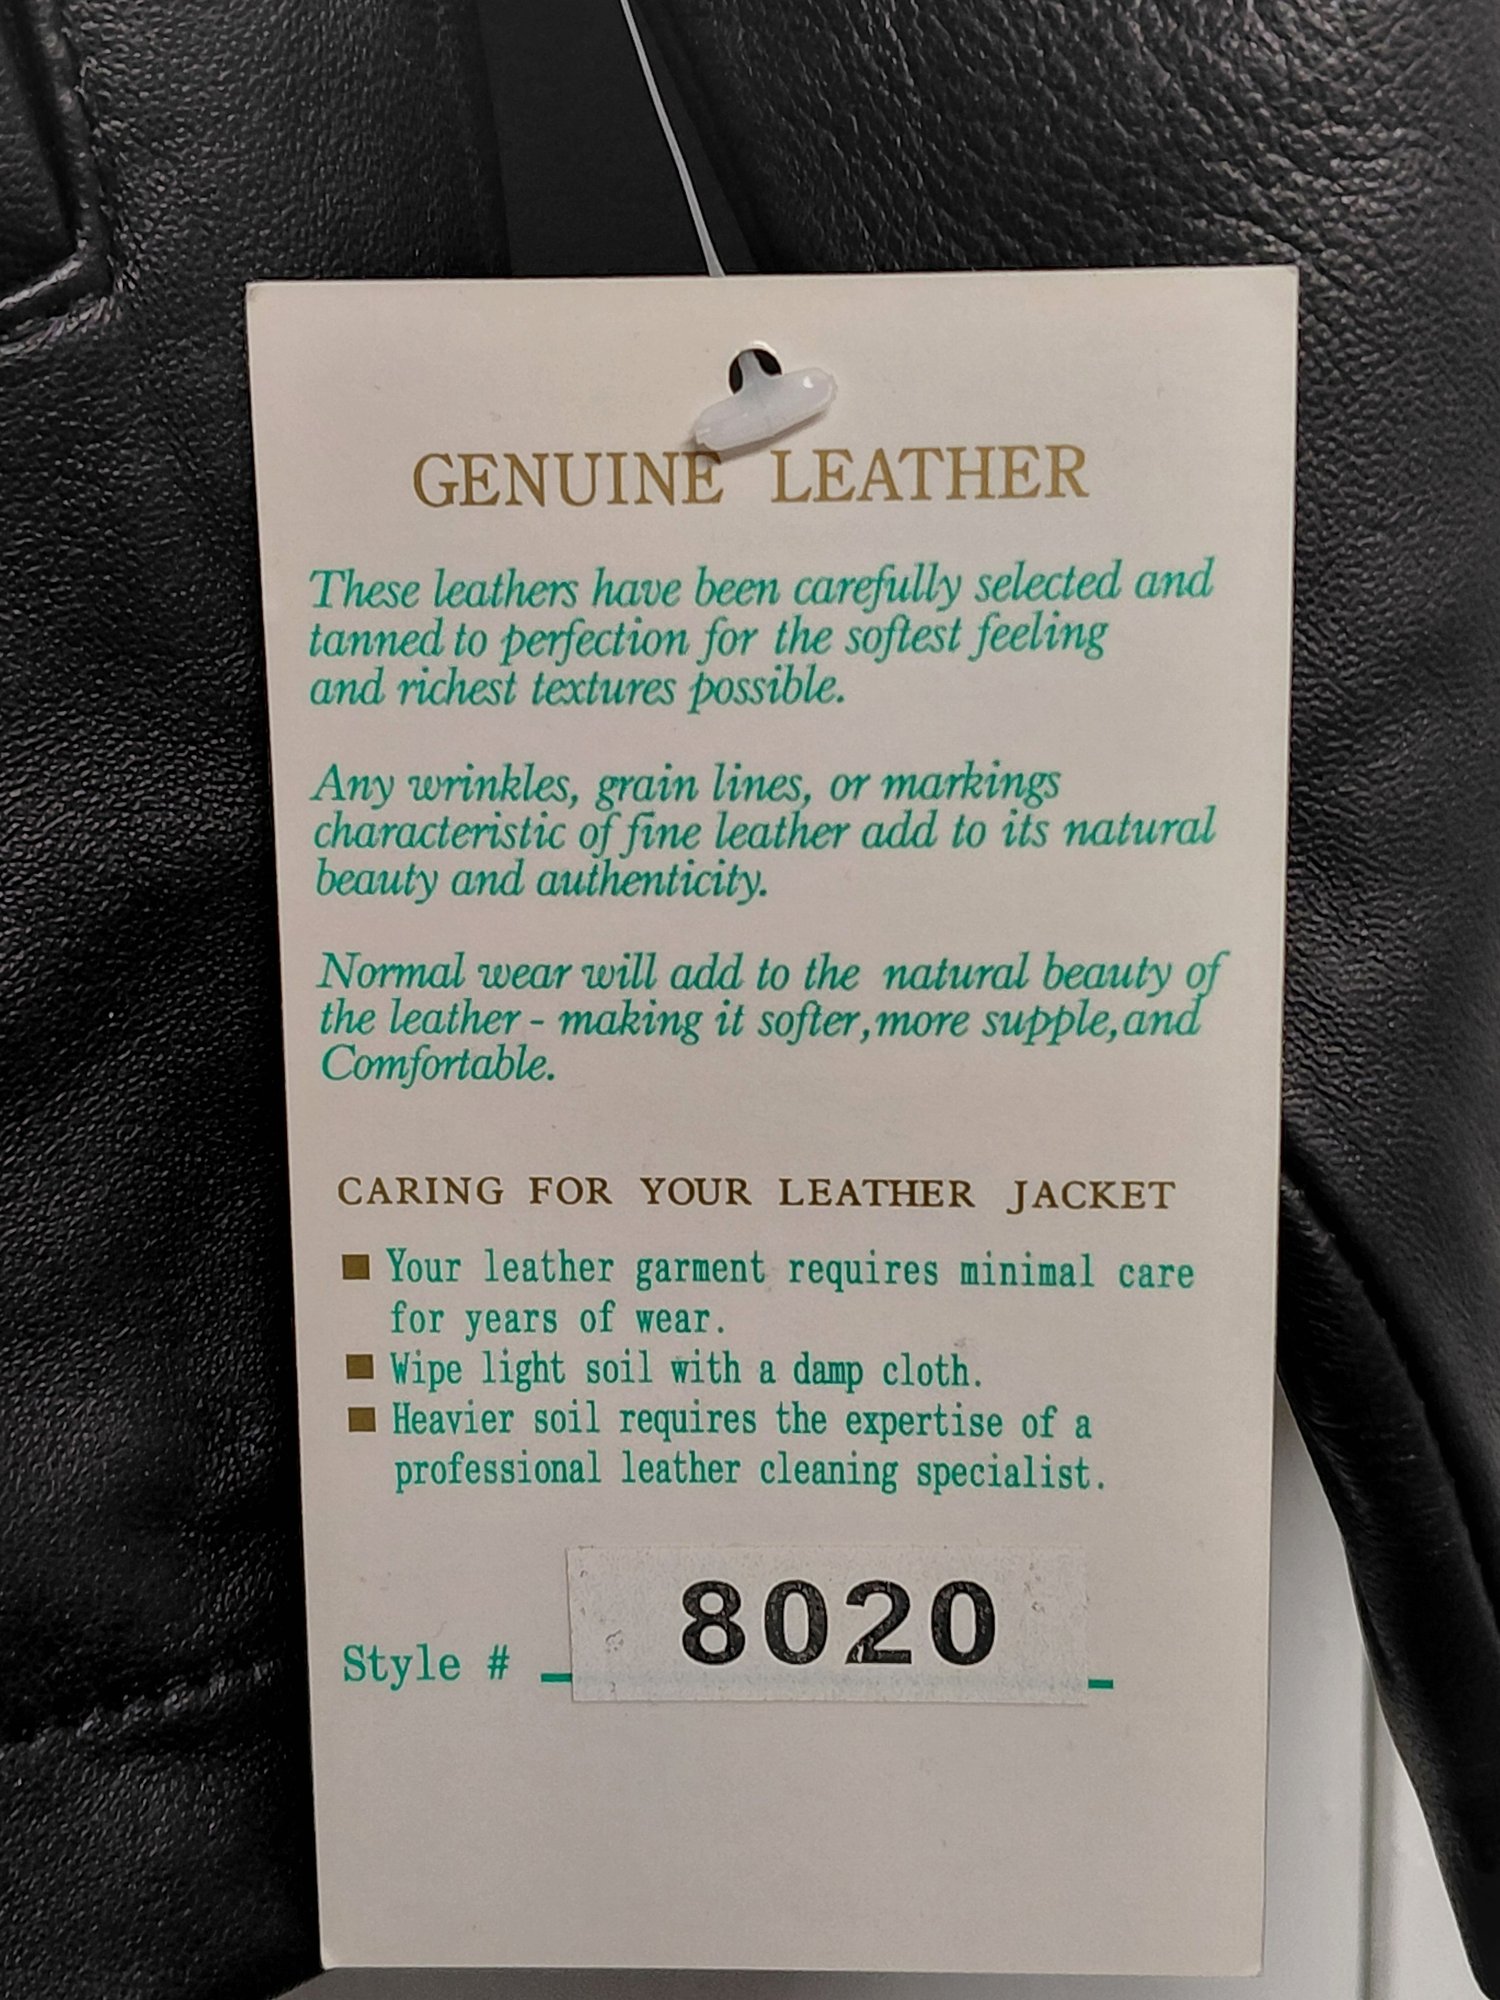 GENUINE LEATHER
These leathers have been carefully selected and
tanned to perfection for the softest feeling
and richest textures possible.
Any wrinkles, grain lines, or markings
characteristic of fine leather add to its natural
beauty and authenticity.
Normal wear will add to the natural beauty of
the leather - making it softer,more supple,and
Comfortable.
CARING FOR YOUR LEATHER JACKET
■ Your leather garment requires minimal care
for years of wear.
■ Wipe light soil with a damp cloth.
■ Heavier soil requires the expertise of a
professional leather cleaning specialist.
Style # 8020